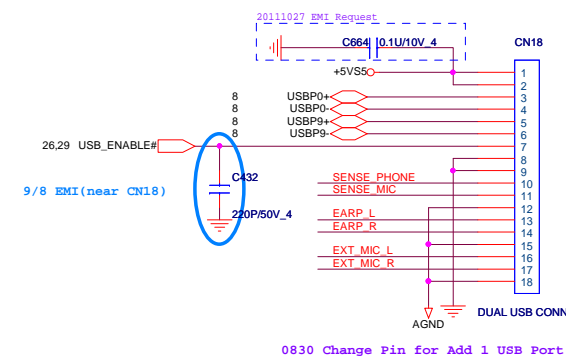 20111027 EMI Request
C664 0.1U/10V_4 CN18
+5VS5 1
2
8 USBP0+ 3
8 USBP0- 4
8 USBP9+ 5
8 USBP9- 6
26,29 USB_ENABLE# 7
8
9
C432 SENSE_PHONE 10
9/8 EMI(near CN18) SENSE_MIC 11
12
220P/50V_4 EARP_L 13
EARP_R 14
15
EXT_MIC_L 16
EXT_MIC_R 17
18
AGND DUAL USB CONN
0830 Change Pin for Add 1 USB Port